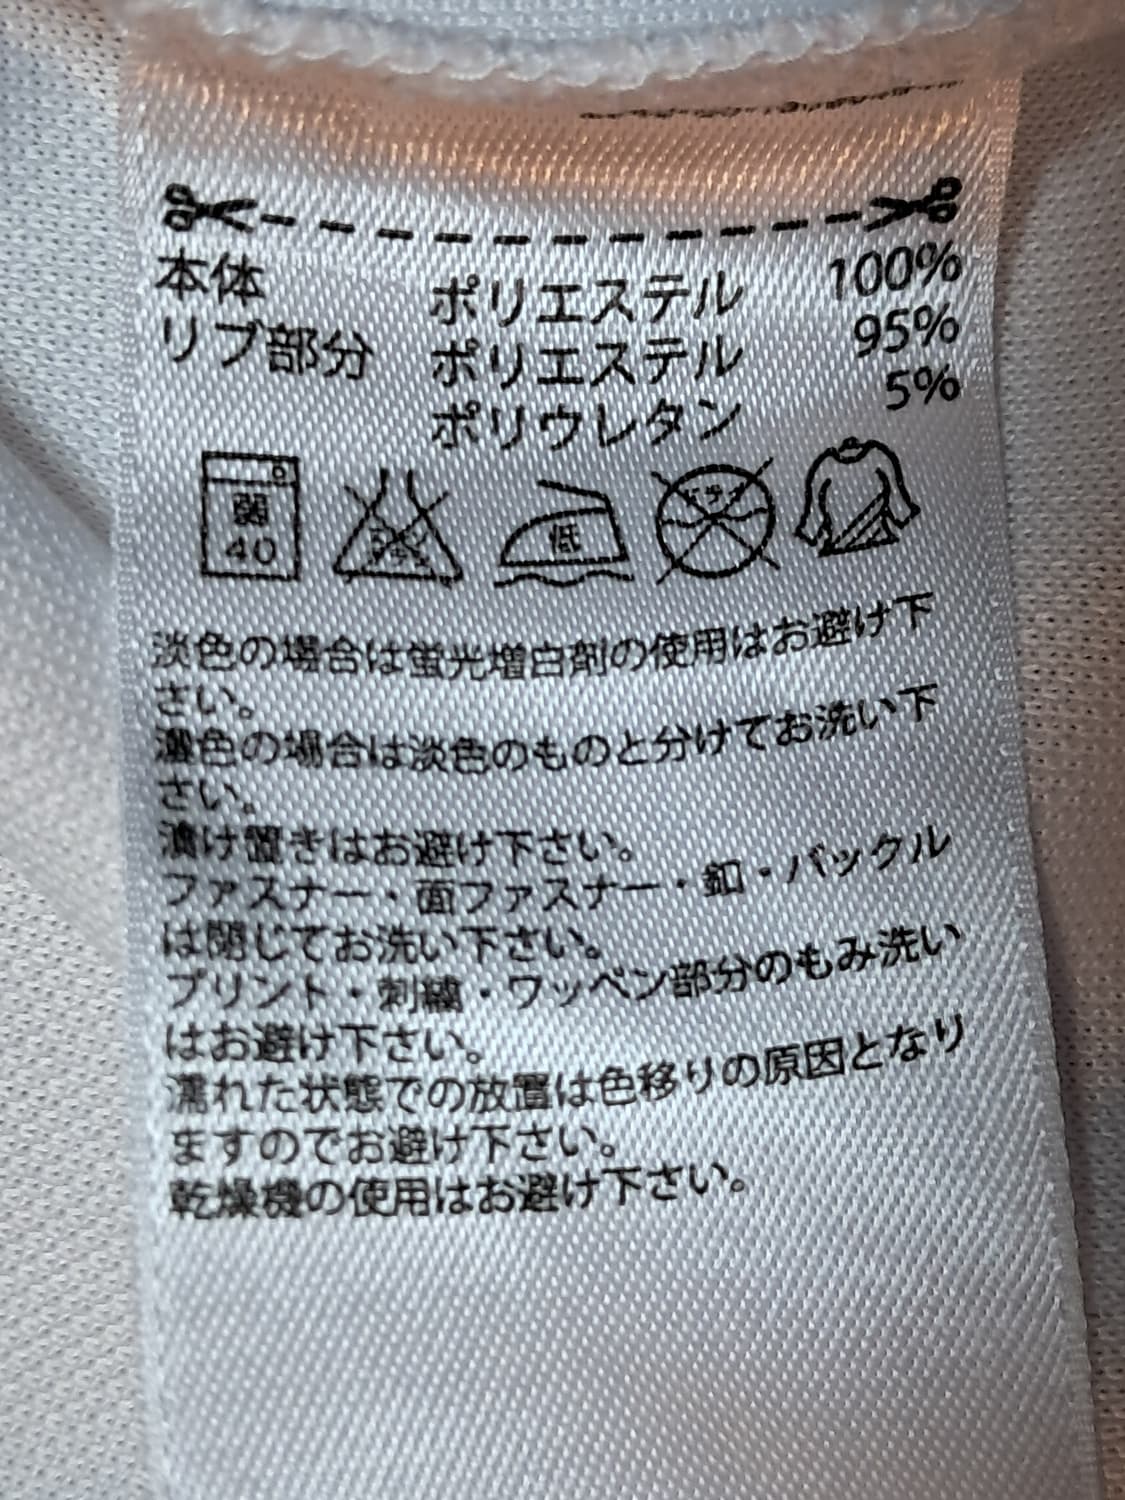 本体 ポリエステル 100%
リブ部分 ポリエステル 95%
ポリウレタン 5%
弱 40 低 ドライ
淡色の場合は蛍光増白剤の使用はお避け下
さい。
濃色の場合は淡色のものと分けてお洗い下
さい。
漬け置きはお避け下さい。
ファスナー・面ファスナー・釦・バックル
は閉じてお洗い下さい。
プリント・刺繍・ワッペン部分のもみ洗い
はお避け下さい。
濡れた状態での放置は色移りの原因となり
ますのでお避け下さい。
乾燥機の使用はお避け下さい。